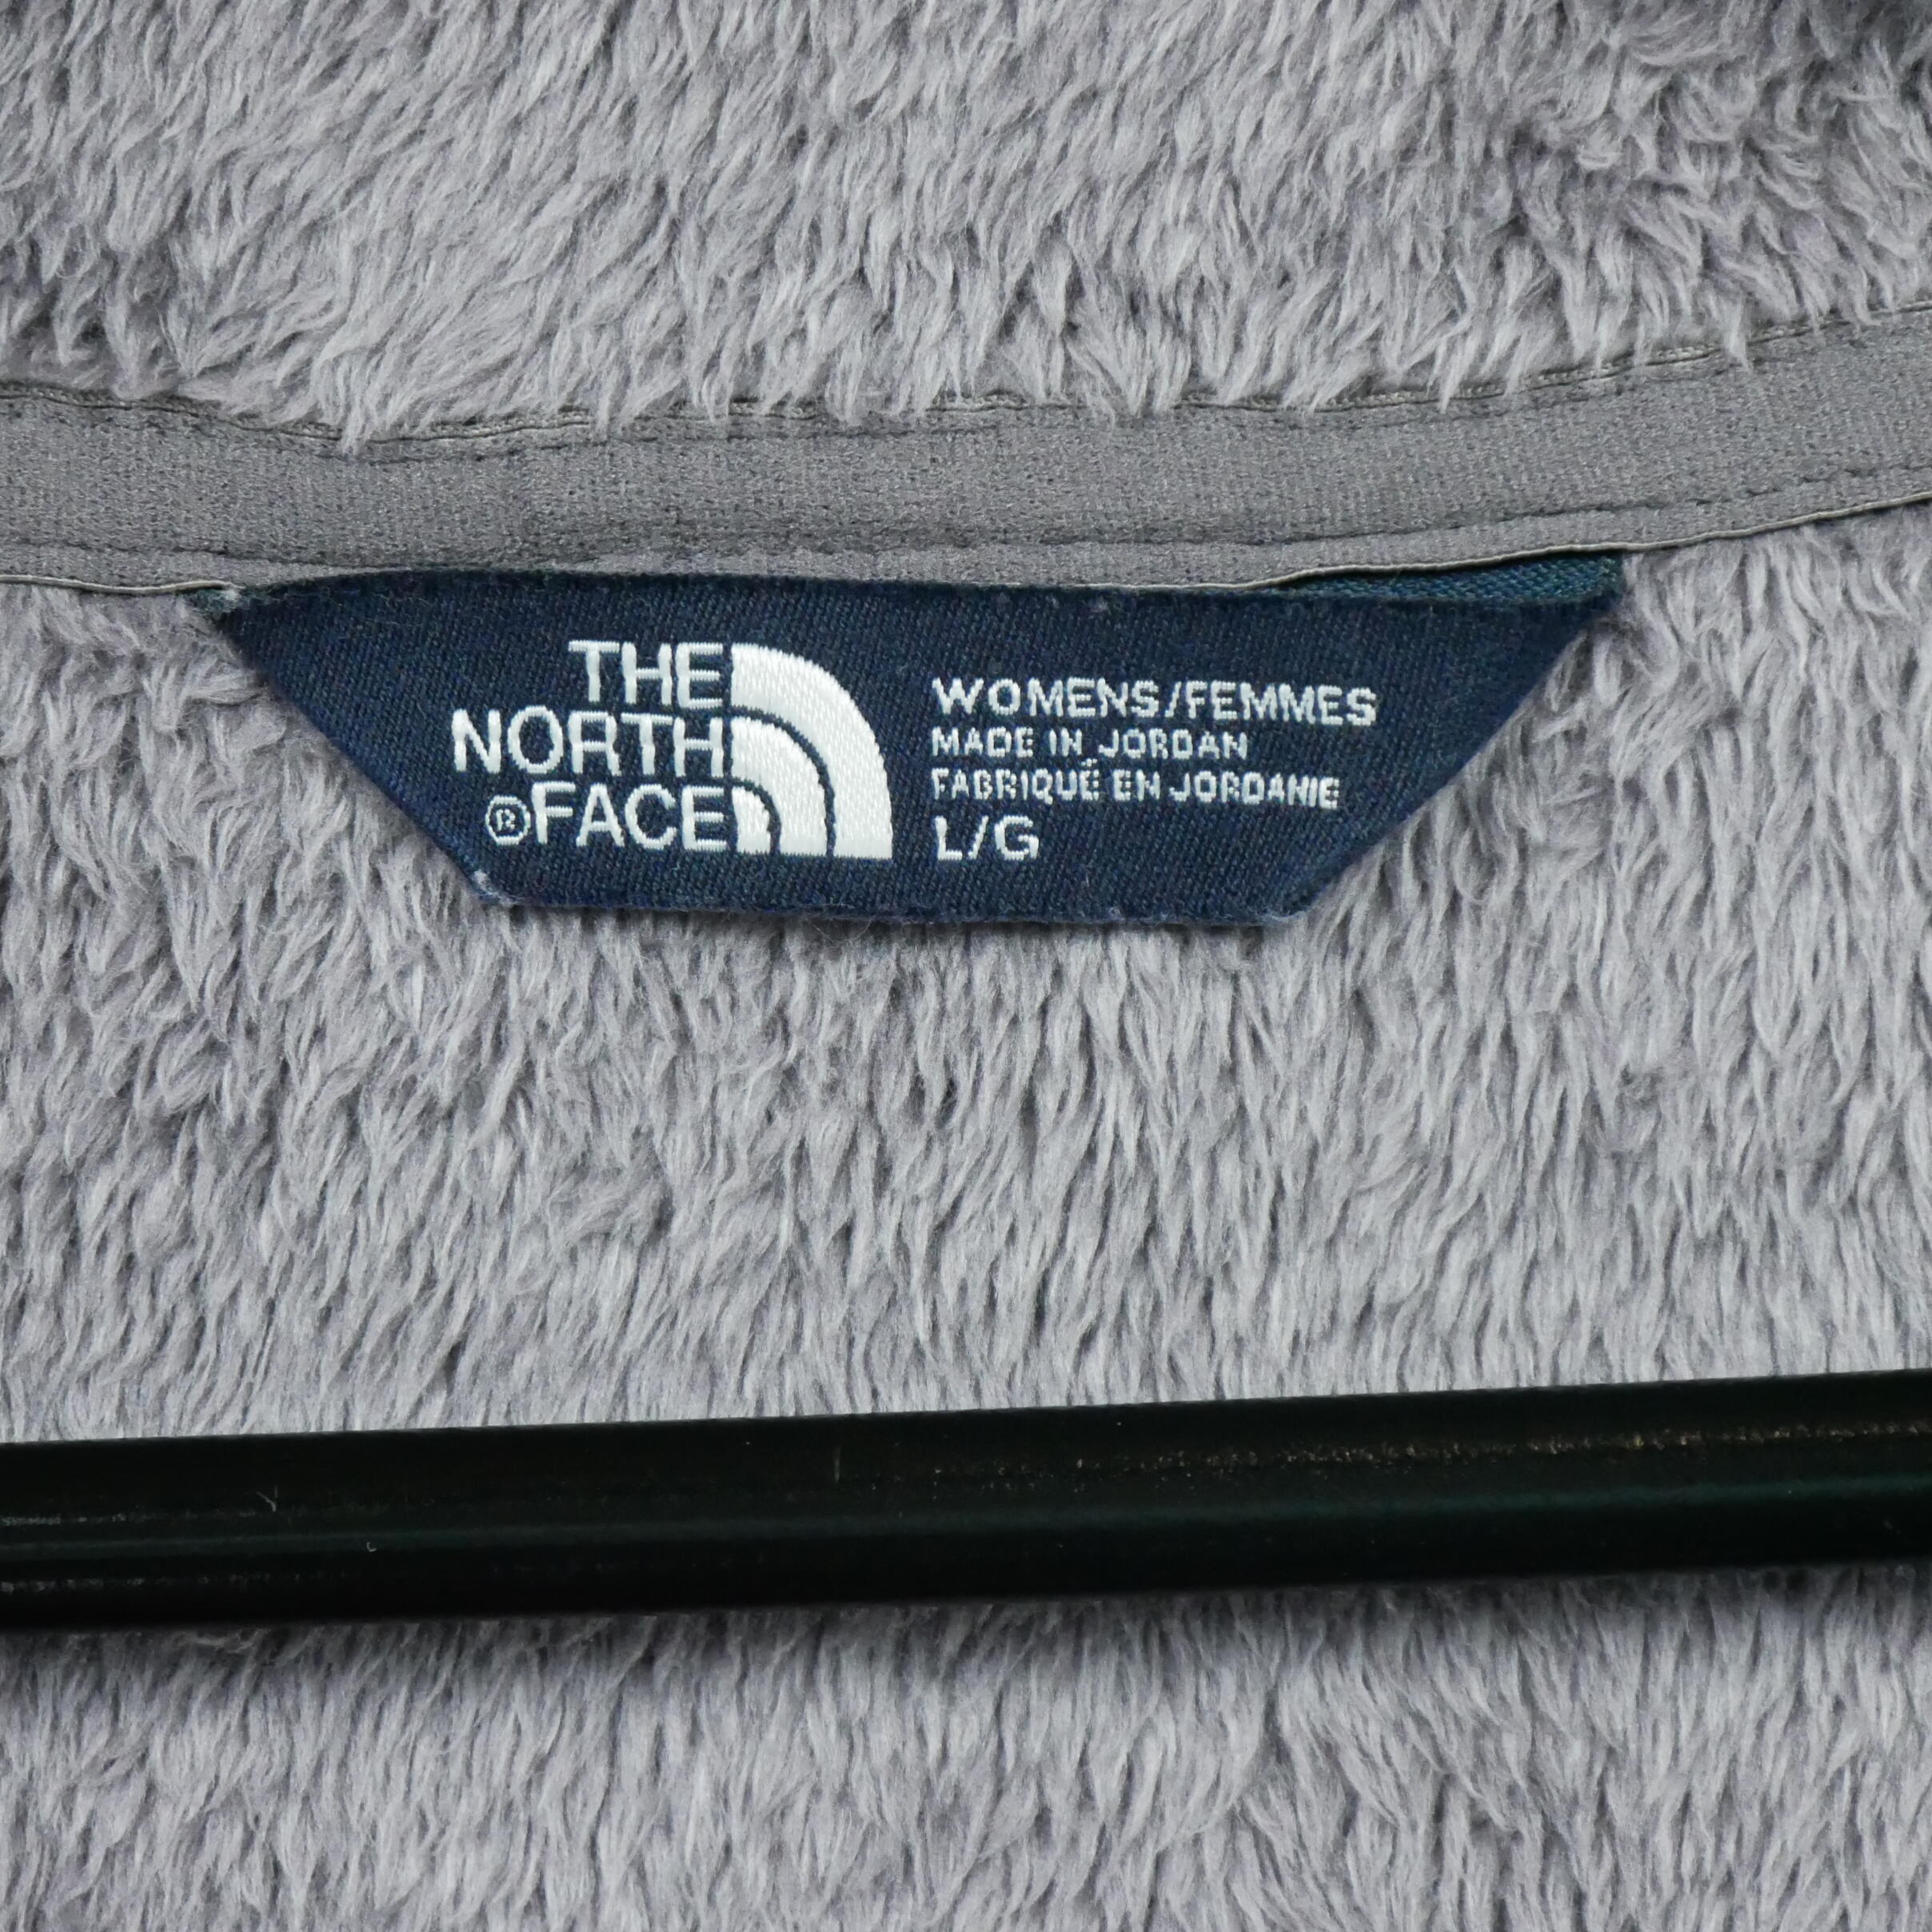 THE
NORTH
®FACE
WOMENS/FEMMES
MADE IN JORDAN
FABRIQUÉ EN JORDANIE
L/G